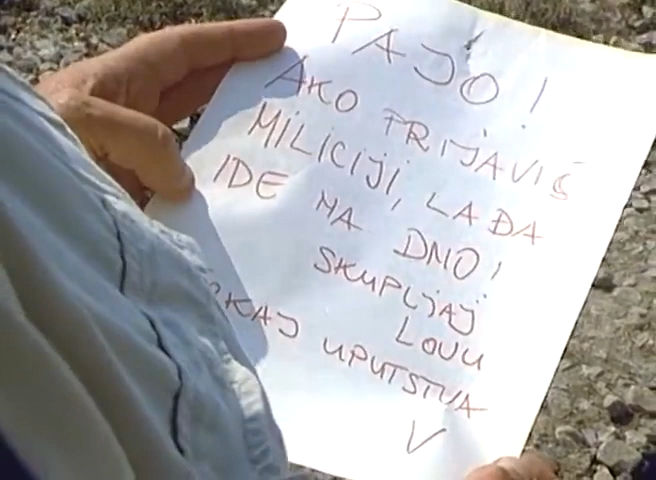 PAJO!
AKO PRIJAVIŠ
MILICIJI, LAĐA
IDE NA DNO!
SKUPLJAJ
LOVU
UPUTSTVA
V